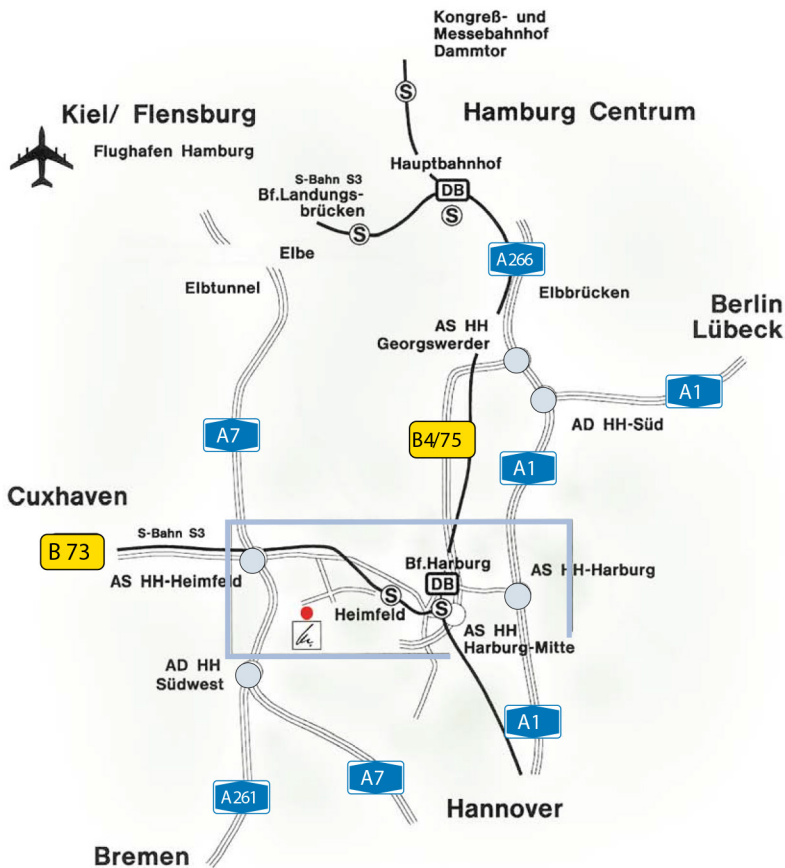 Kongreß- und
Messebahnhof
Dammtor
S
Kiel/ Flensburg
Hamburg Centrum
Flughafen Hamburg
Hauptbahnhof
S-Bahn S3
Bf.Landungs-
brücken
DB
S
S
Elbe
A266
Elbtunnel
Elbbrücken
Berlin
Lübeck
AS HH
Georgswerder
A1
AD HH-Süd
A7
B4/75
A1
Cuxhaven
S-Bahn S3
B 73
AS HH-Heimfeld
Bf.Harburg
DB
AS HH-Harburg
S
S
Heimfeld
AS HH
Harburg-Mitte
AD HH
Südwest
A1
A7
A261
Hannover
Bremen